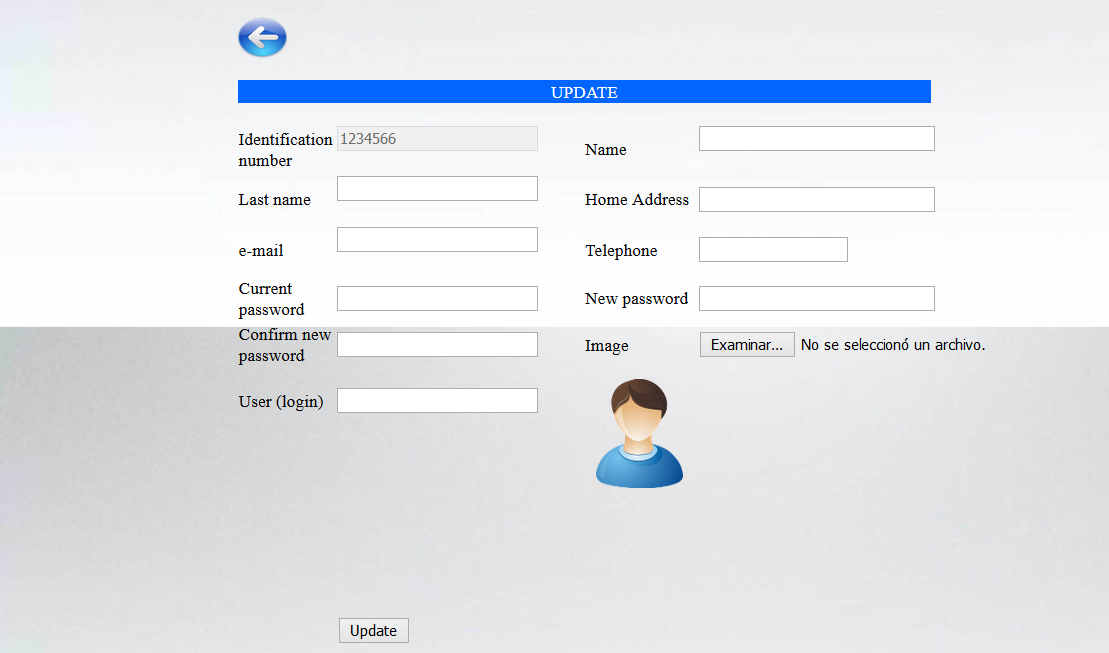 UPDATE
Identification
number
1234566
Name
Last name
Home Address
e-mail
Telephone
Current
password
New password
Confirm new
password
Image
Examinar...
No se seleccionó un archivo.
User (login)
Update